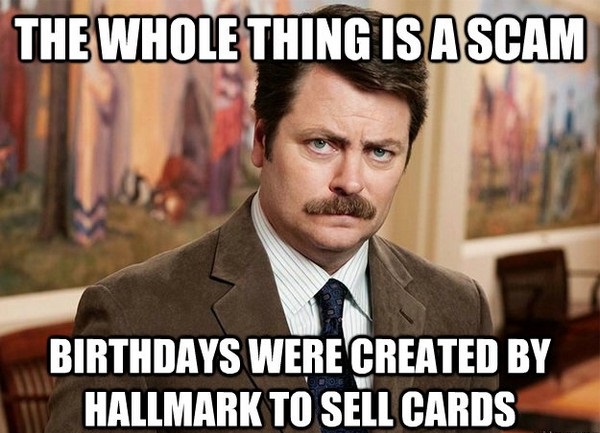 THE WHOLE THING IS A SCAM
BIRTHDAYS WERE CREATED BY
HALLMARK TO SELL CARDS